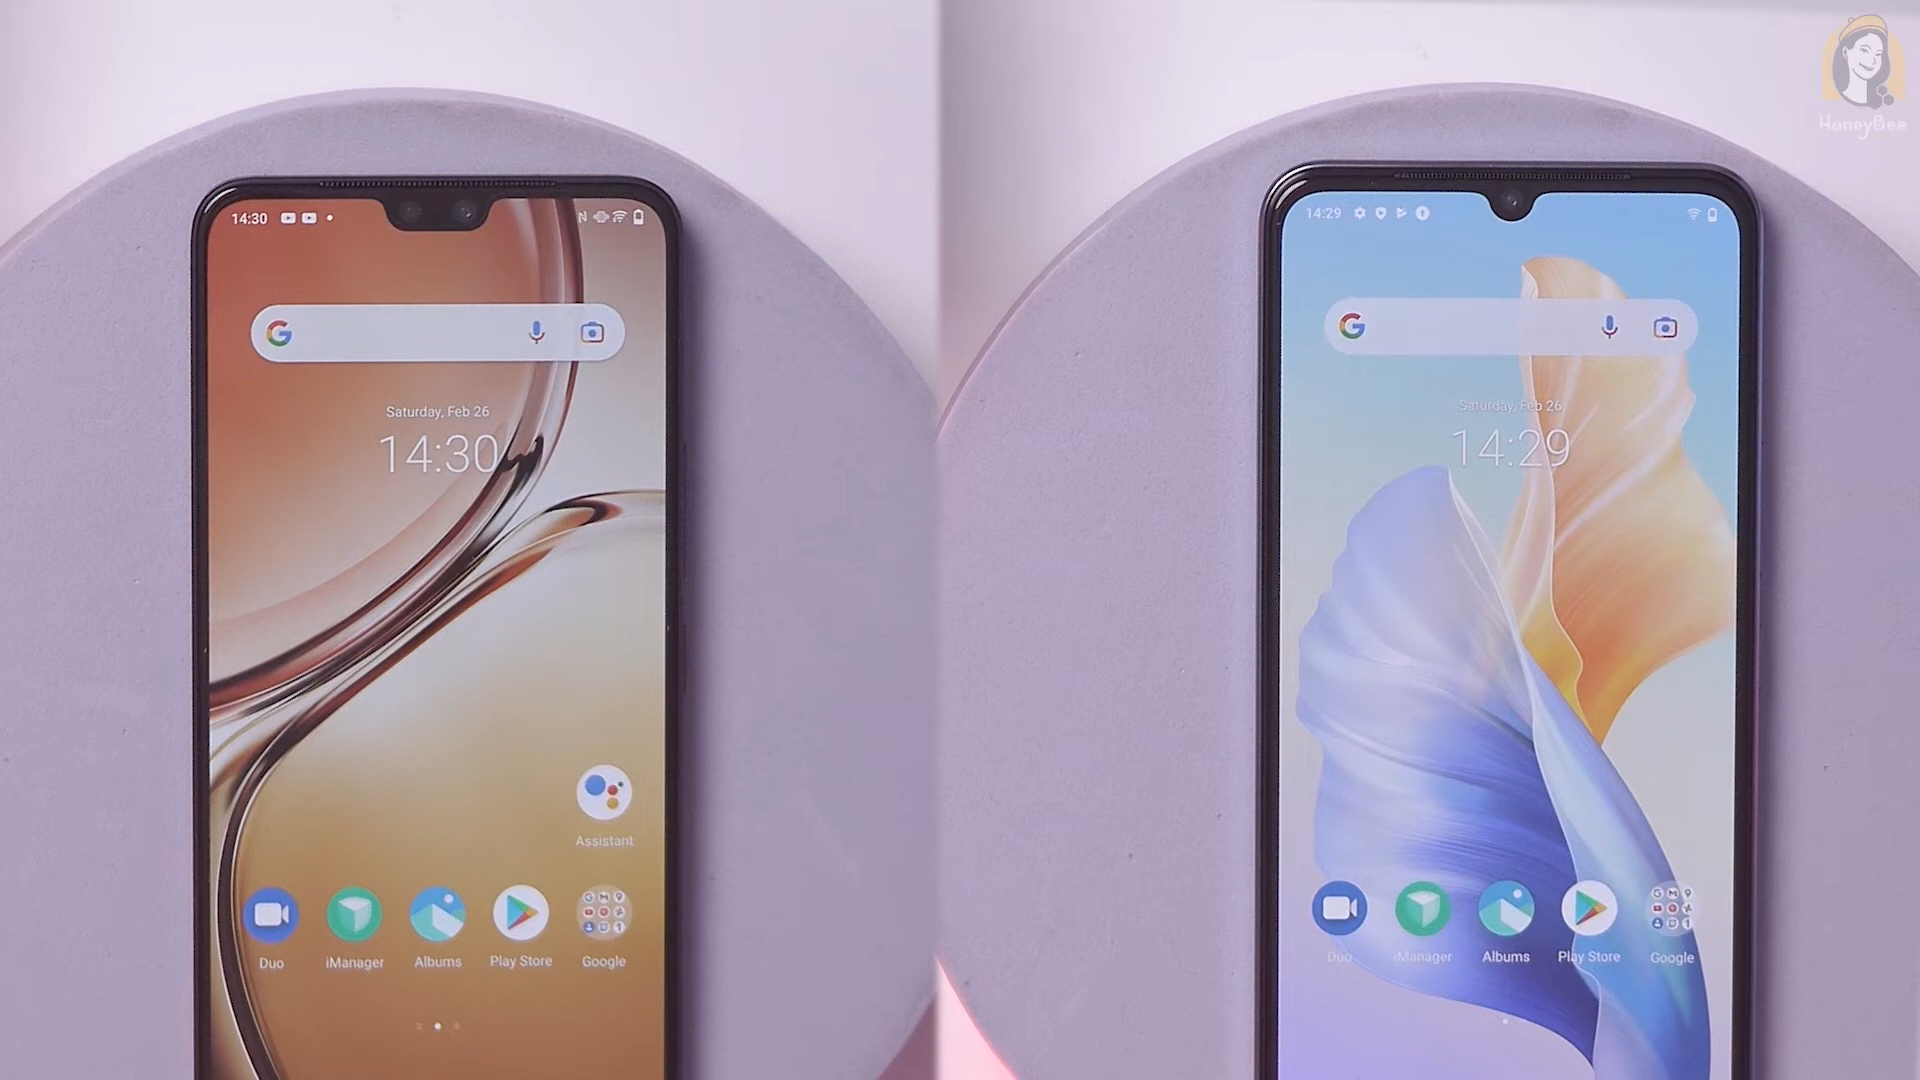 HoneyBee
14:30
N
Saturday, Feb 26
14:30
Assistant
Duo
iManager
Albums
Play Store
Google
14:29
Saturday, Feb 26
14:29
Duo
iManager
Albums
Play Store
Google